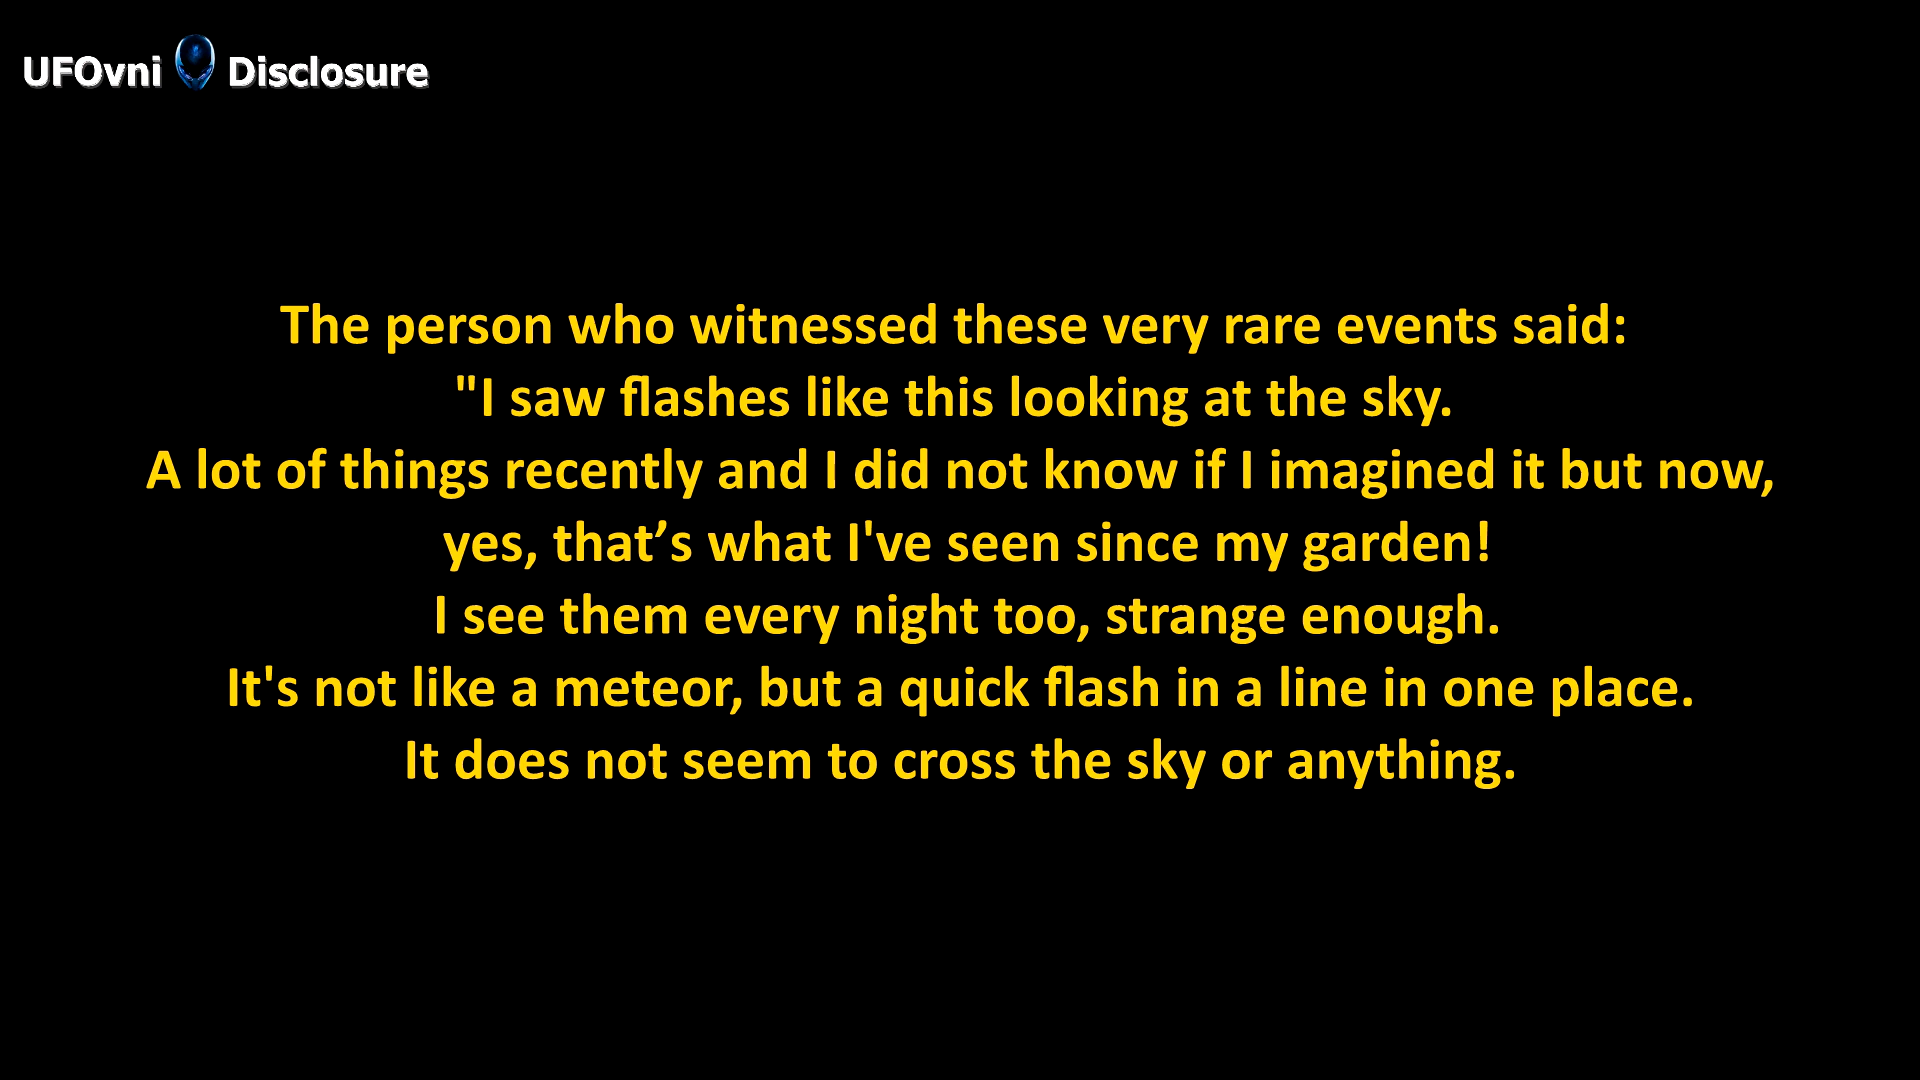 UFOvni Disclosure
The person who witnessed these very rare events said:
"I saw flashes like this looking at the sky.
A lot of things recently and I did not know if I imagined it but now,
yes, that’s what I've seen since my garden!
I see them every night too, strange enough.
It's not like a meteor, but a quick flash in a line in one place.
It does not seem to cross the sky or anything.